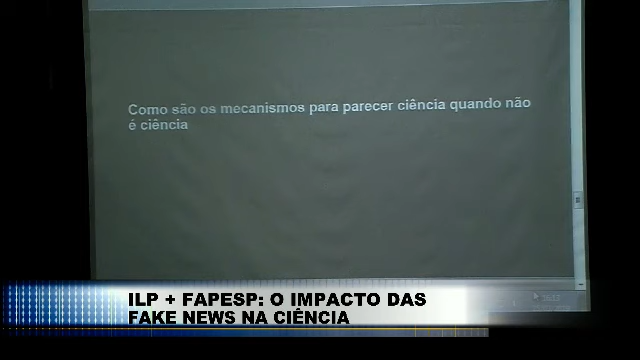 Como são os mecanismos para parecer ciência quando não
é ciência
ILP + FAPESP: O IMPACTO DAS
FAKE NEWS NA CIÊNCIA